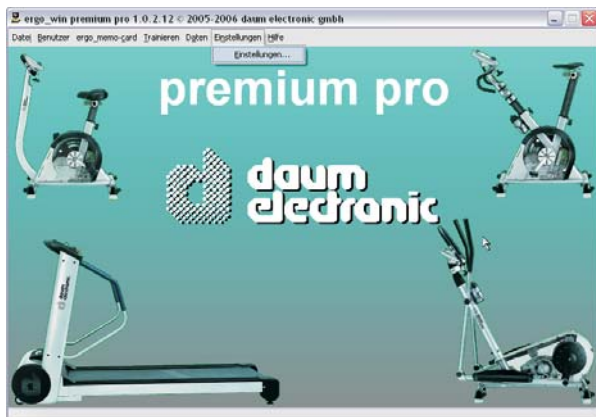 ergo_win premium pro 1.0.2.12 © 2005-2006 daum electronic gmbh
Datei Benutzer ergo_memo-card Trainieren Daten Einstellungen Hilfe
Einstellungen...
premium pro
daum
electronic